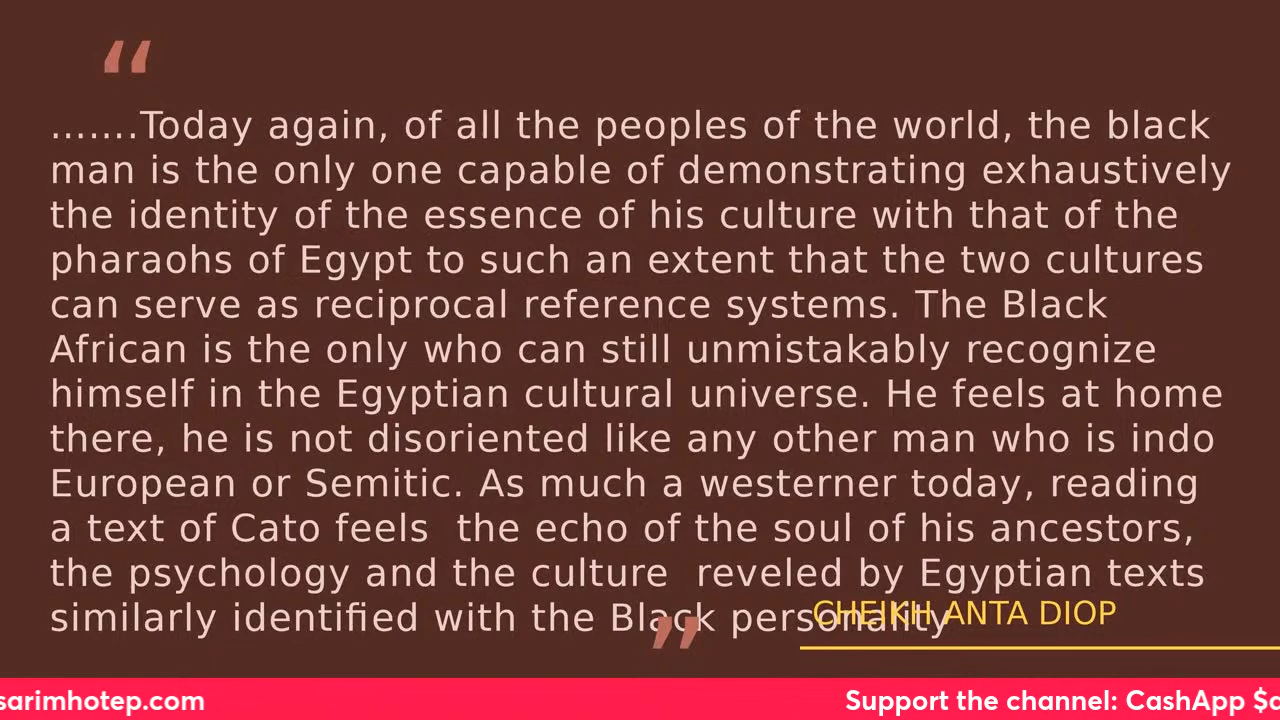 “
.......Today again, of all the peoples of the world, the black
man is the only one capable of demonstrating exhaustively
the identity of the essence of his culture with that of the
pharaohs of Egypt to such an extent that the two cultures
can serve as reciprocal reference systems. The Black
African is the only who can still unmistakably recognize
himself in the Egyptian cultural universe. He feels at home
there, he is not disoriented like any other man who is indo
European or Semitic. As much a westerner today, reading
a text of Cato feels  the echo of the soul of his ancestors,
the psychology and the culture  reveled by Egyptian texts
similarly identified with the Black personality
”
CHEIKH ANTA DIOP
sarimhotep.com
Support the channel: CashApp